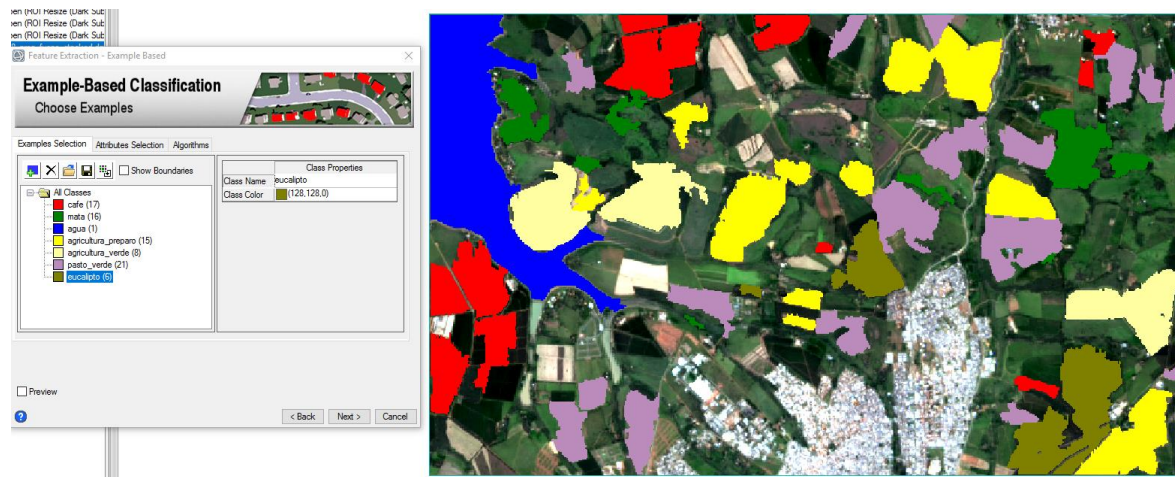 pen (ROI Resize (Dark Sub
pen (ROI Resize (Dark Sub
pen (ROI Resize (Dark Sub
Feature Extraction - Example Based
Example-Based Classification
Choose Examples
Examples Selection Attributes Selection Algorithms
Show Boundaries
All Classes
cafe (17)
mata (16)
agua (1)
agricultura_preparo (15)
agricultura_verde (8)
pasto_verde (21)
eucalipto (6)
Class Properties
Class Name eucalipto
Class Color (128,128,0)
Preview
< Back Next > Cancel